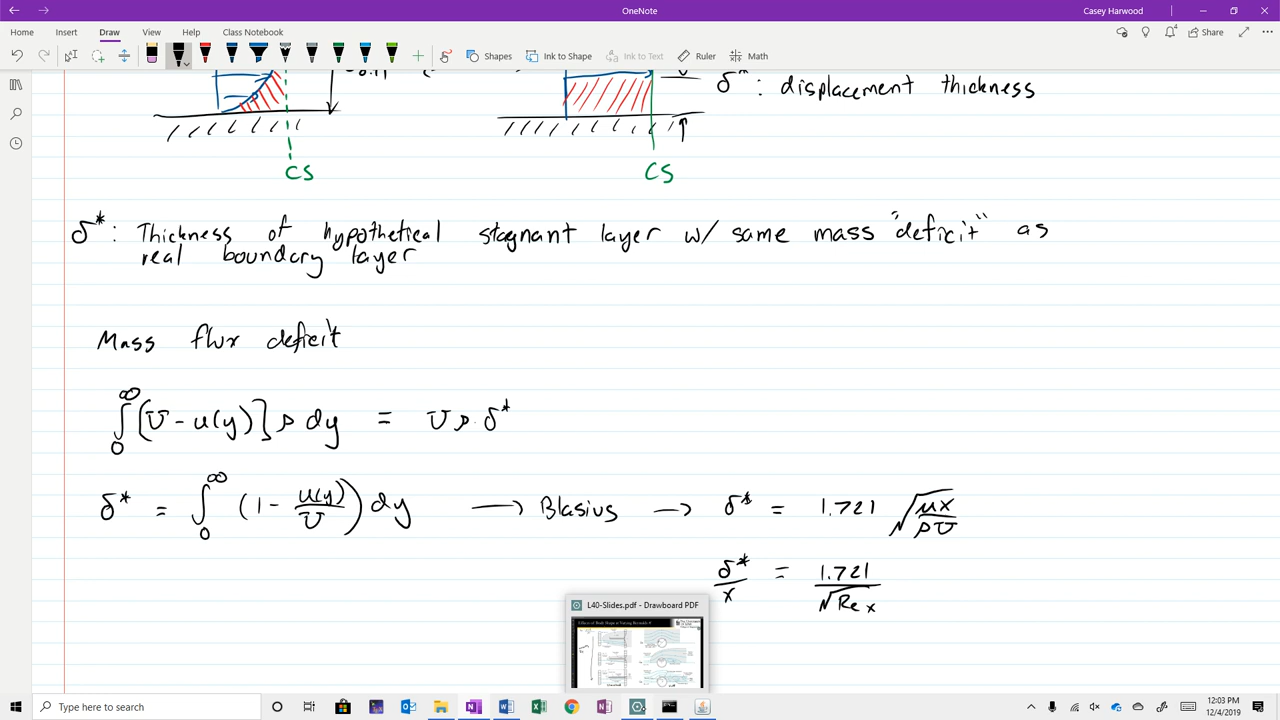 OneNote
Casey Harwood
Home Insert Draw View Help Class Notebook
Share
Shapes Ink to Shape Ink to Text Ruler Math
δ* : displacement thickness
CS CS
δ* : Thickness of hypothetical stagnant layer w/ same mass "deficit" as
real boundary layer
Mass flux deficit
∫₀^∞ [U - u(y)] ρ dy = U ρ · δ*
δ* = ∫₀^∞ (1 - u(y)/U) dy → Blasius → δ* = 1.721 √(μx/ρU)
δ*/x = 1.721/√Re x
L40-Slides.pdf - Drawboard PDF
Type here to search
12:03 PM
12/4/2019